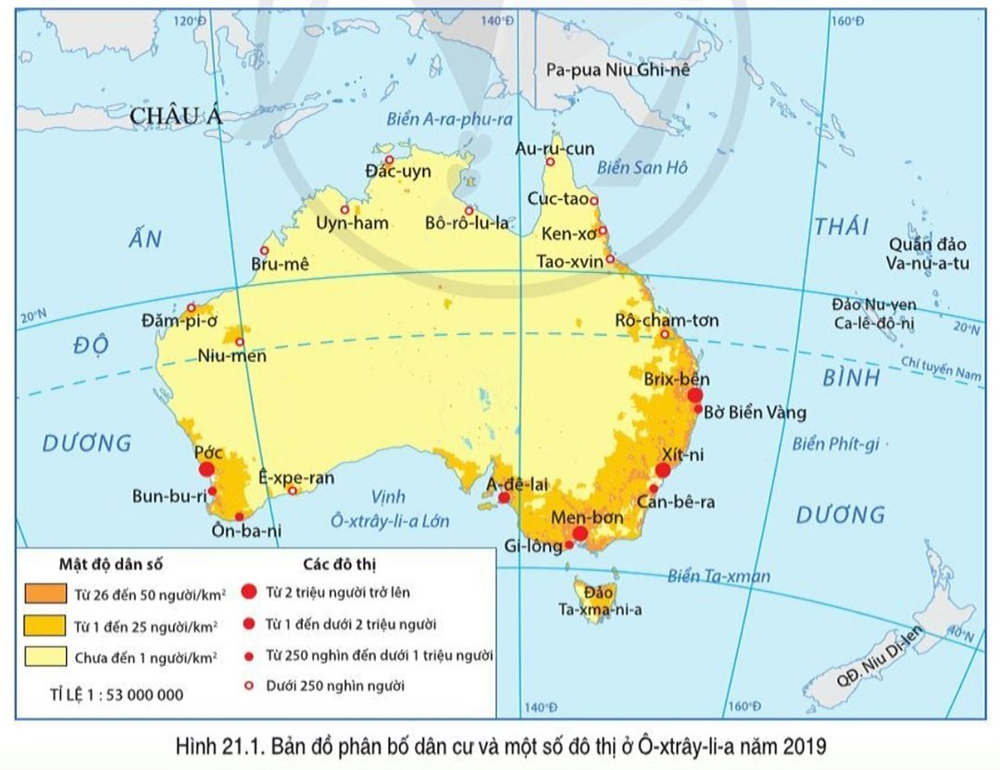 120°Đ
140°Đ
160°Đ
Pa-pua Niu Ghi-nê
CHÂU Á
Biển A-ra-phu-ra
Au-ru-cun
Đác-uyn
Biển San Hô
Cúc-tao
Uyn-ham
Bô-rô-lu-la
Ken-xơ
THÁI
ẤN
Quần đảo
Va-nu-a-tu
Bru-mê
Tao-xvin
20°N
Đăm-pi-ơ
Rô-cham-tơn
Đảo Nu-ven
Ca-lê-đô-ni
20°N
ĐỘ
Niu-men
Chí tuyến Nam
Brix-bên
BÌNH
Bờ Biển Vàng
DƯƠNG
Pớc
Xít-ni
Biển Phít-gi
Ê-xpe-ran
A-đê-lai
Bun-bu-ri
Vịnh
Ô-xtrây-li-a Lớn
Can-bê-ra
DƯƠNG
Men-bơn
Ôn-ba-ni
Gi-lông
Biển Ta-xman
Đảo
Ta-xma-ni-a
40°N
QĐ. Niu Di-len
Mật độ dân số
Từ 26 đến 50 người/km²
Từ 1 đến 25 người/km²
Chưa đến 1 người/km²
TỈ LỆ 1 : 53 000 000
Các đô thị
Từ 2 triệu người trở lên
Từ 1 đến dưới 2 triệu người
Từ 250 nghìn đến dưới 1 triệu người
Dưới 250 nghìn người
140°Đ
160°Đ
Hình 21.1. Bản đồ phân bố dân cư và một số đô thị ở Ô-xtrây-li-a năm 2019